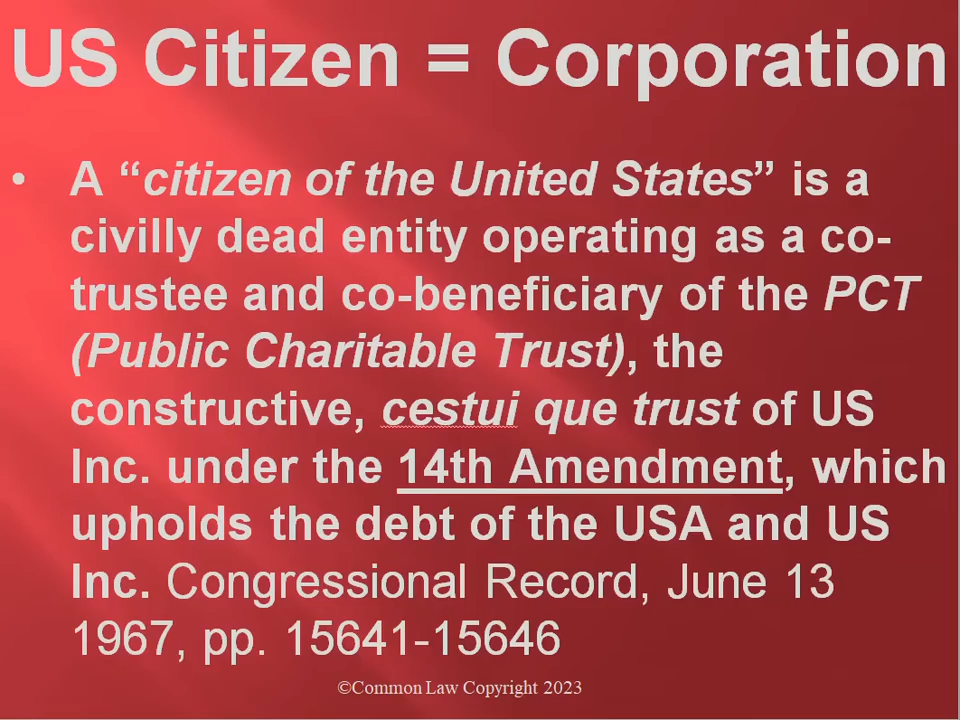 US Citizen = Corporation
• A “citizen of the United States” is a
civilly dead entity operating as a co-
trustee and co-beneficiary of the PCT
(Public Charitable Trust), the
constructive, cestui que trust of US
Inc. under the 14th Amendment, which
upholds the debt of the USA and US
Inc. Congressional Record, June 13
1967, pp. 15641-15646
©Common Law Copyright 2023